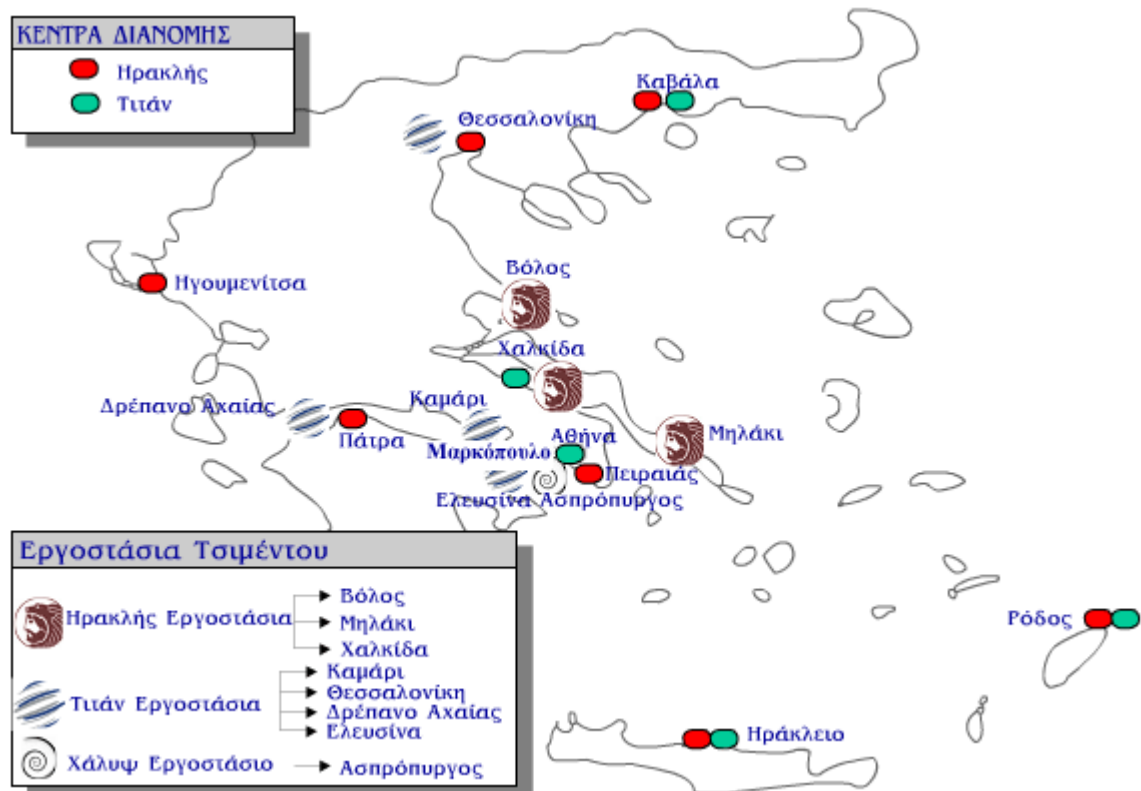 ΚΕΝΤΡΑ ΔΙΑΝΟΜΗΣ
Ηρακλής
Τιτάν
Καβάλα
Θεσσαλονίκη
Ηγουμενίτσα
Βόλος
Χαλκίδα
Δρέπανο Αχαίας
Καμάρι
Πάτρα
Αθήνα
Μηλάκι
Μαρκόπουλο
Πειραιάς
Ελευσίνα Ασπρόπυργος
Ρόδος
Ηράκλειο
Εργοστάσια Τσιμέντου
Ηρακλής Εργοστάσια
Βόλος
Μηλάκι
Χαλκίδα
Τιτάν Εργοστάσια
Καμάρι
Θεσσαλονίκη
Δρέπανο Αχαίας
Ελευσίνα
Χάλυψ Εργοστάσιο
Ασπρόπυργος